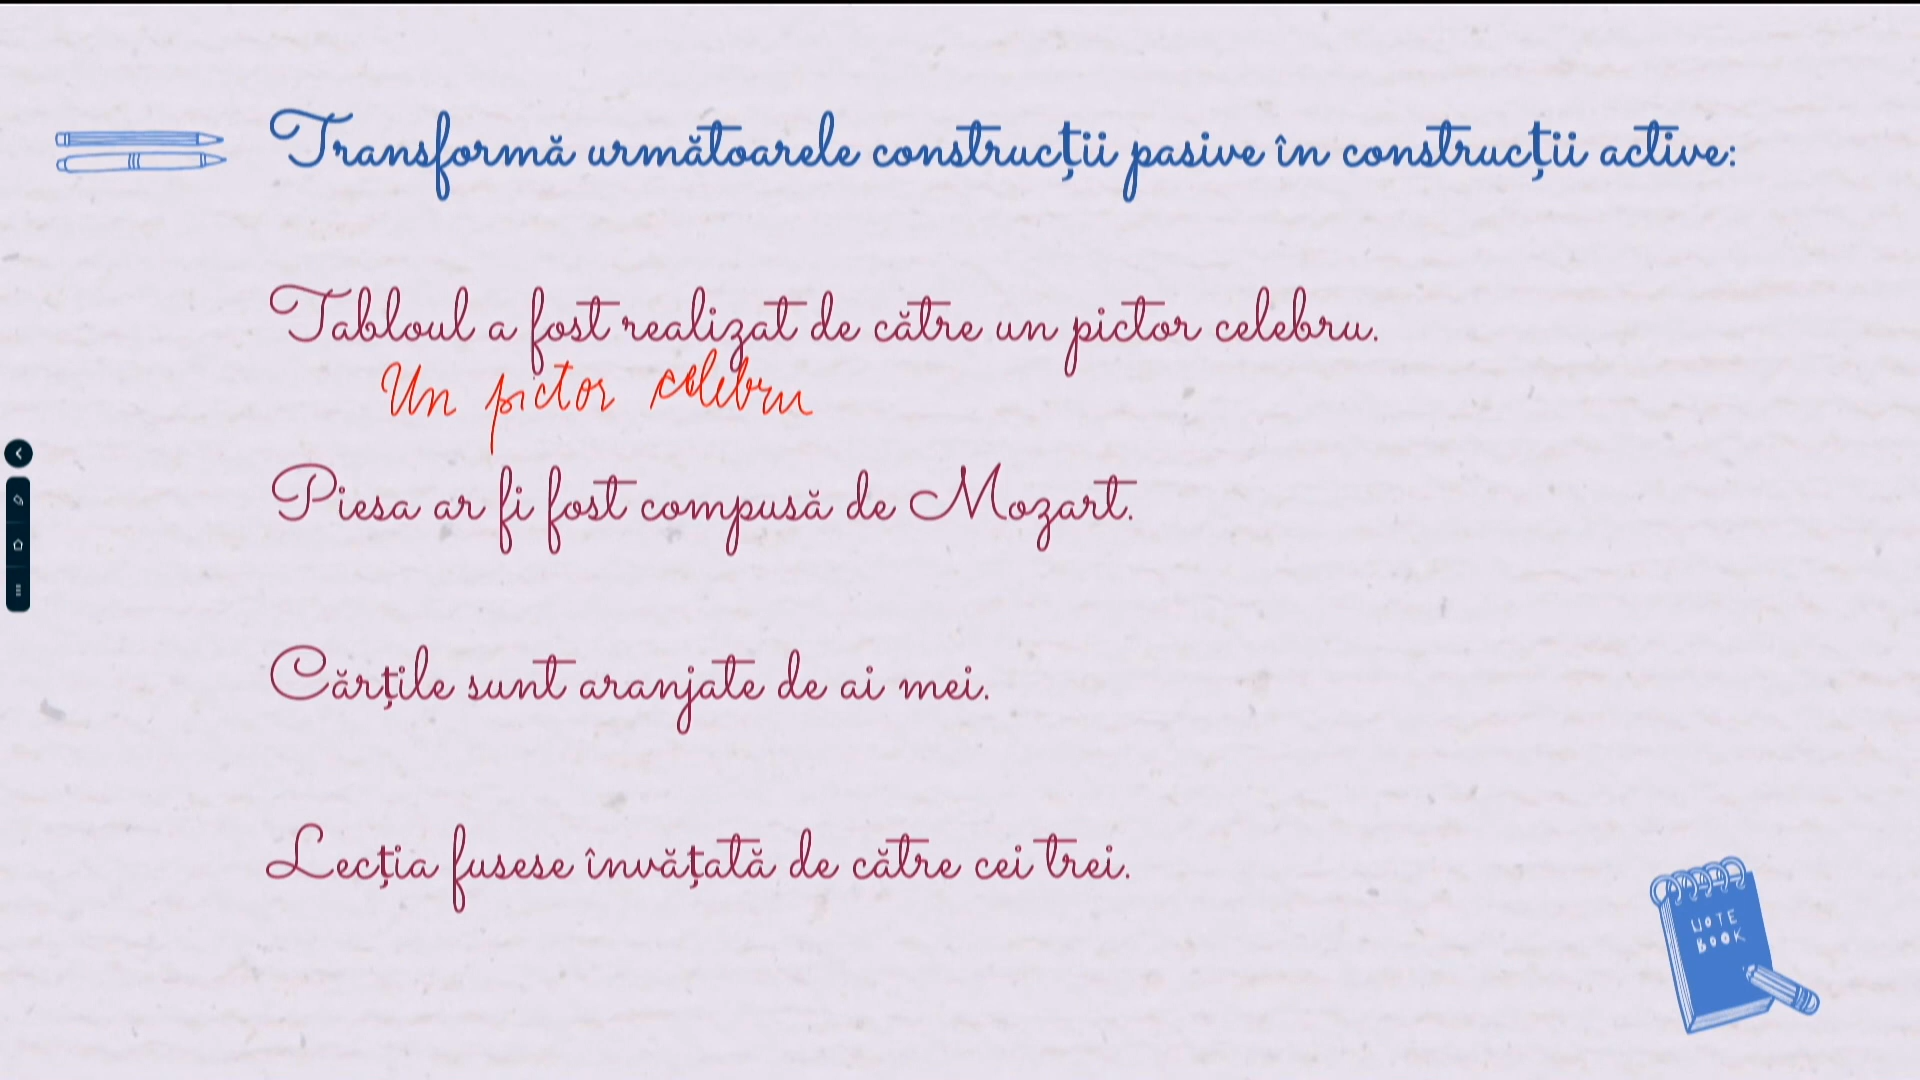 Transformă următoarele construcții pasive în construcții active:
Tabloul a fost realizat de către un pictor celebru.
Un pictor celebru
Piesa ar fi fost compusă de Mozart.
Cărțile sunt aranjate de ai mei.
Lecția fusese învățată de către cei trei.
NOTE
BOOK